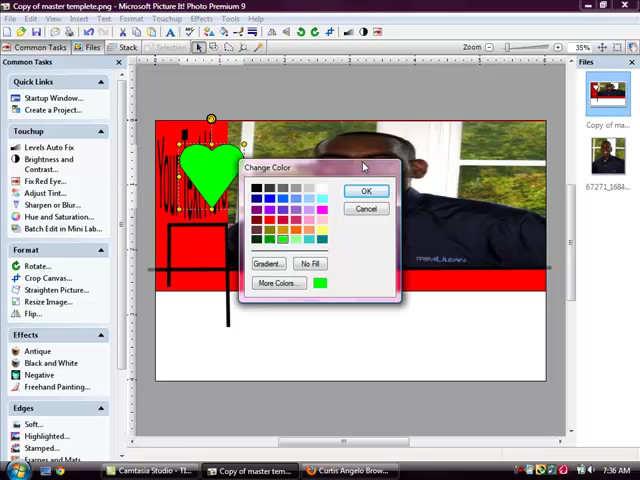 Copy of master templete.png - Microsoft Picture It! Photo Premium 9
File Edit View Insert Format Touchup Effects Tools Help
35%
Common Tasks Files Stack Selection Zoom
Common Tasks
Quick Links
Startup Window...
Create a Project...
Touchup
Levels Auto Fix
Brightness and Contrast...
Fix Red Eye...
Adjust Tint...
Sharpen or Blur...
Hue and Saturation...
Batch Edit in Mini Lab...
Format
Rotate...
Crop Canvas...
Straighten Picture...
Resize Image...
Flip...
Effects
Antique
Black and White
Negative
Freehand Painting...
Edges
Soft...
Highlighted...
Stamped...
Frames and Mats
Change Color
OK
Cancel
Gradient...
No Fill
More Colors...
Files
Copy of mast...
67271_1684...
Camtasia Studio - Ti...
Copy of master tem...
Curtis Angelo Brow...
7:36 AM